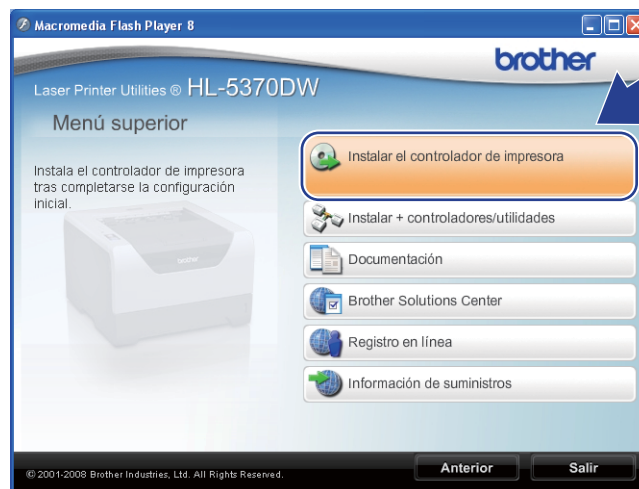 Macromedia Flash Player 8
brother
Laser Printer Utilities ® HL-5370DW
Menú superior
Instala el controlador de impresora
tras completarse la configuración
inicial.
brother
Instalar el controlador de impresora
Instalar + controladores/utilidades
Documentación
Brother Solutions Center
Registro en línea
Información de suministros
© 2001-2008 Brother Industries, Ltd. All Rights Reserved.
Anterior
Salir